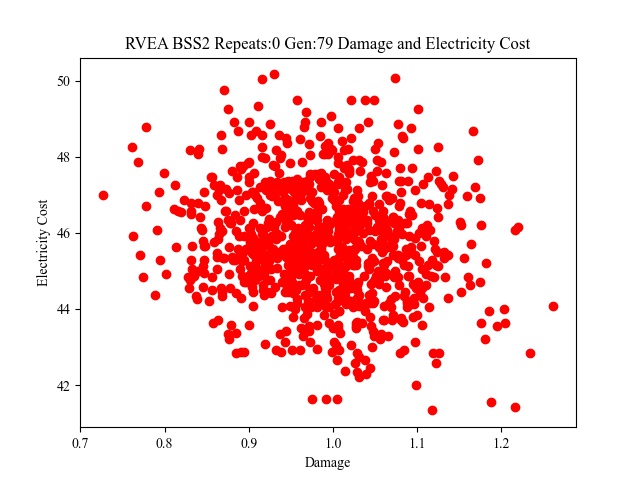 RVEA BSS2 Repeats:0 Gen:79 Damage and Electricity Cost
Electricity Cost
50
48
46
44
42
0.7 0.8 0.9 1.0 1.1 1.2
Damage